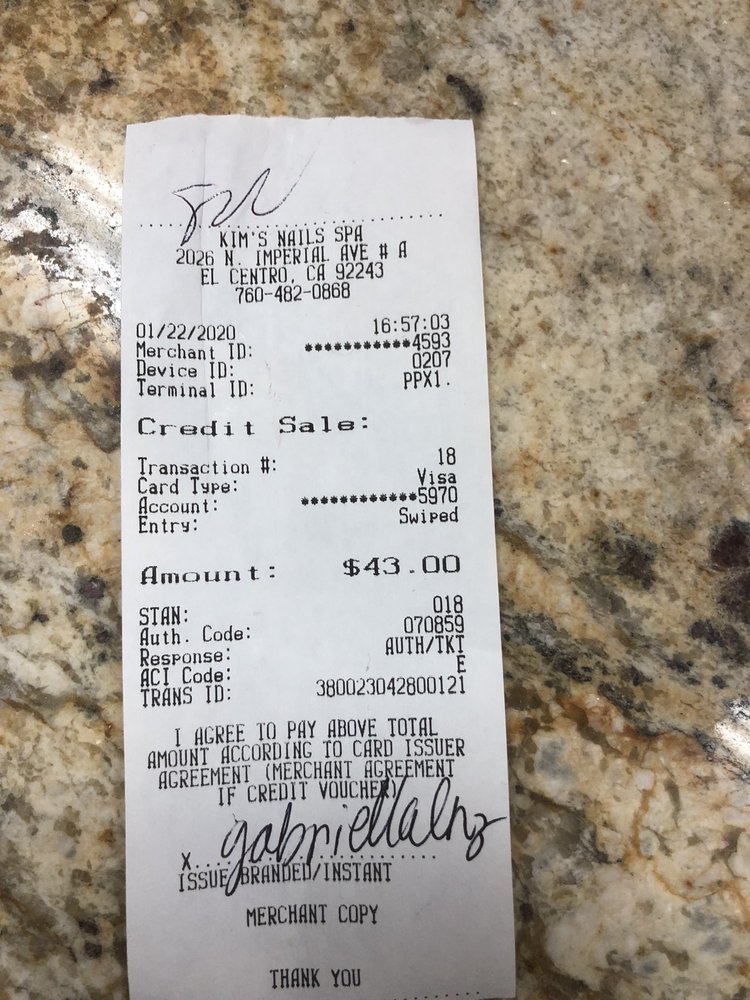 KIM'S NAILS SPA
2026 N. IMPERIAL AVE # A
EL CENTRO, CA 92243
760-482-0868
01/22/2020 16:57:03
Merchant ID: ***********4593
Device ID: 0207
Terminal ID: PPX1.
Credit Sale:
Transaction #: 18
Card Type: Visa
Account: ************5970
Entry: Swiped
Amount: $43.00
STAN: 018
Auth. Code: 070859
Response: AUTH/TKT
ACI Code: E
TRANS ID: 380023042800121
I AGREE TO PAY ABOVE TOTAL
AMOUNT ACCORDING TO CARD ISSUER
AGREEMENT (MERCHANT AGREEMENT
IF CREDIT VOUCHER)
X
ISSUE BRANDED/INSTANT
MERCHANT COPY
THANK YOU